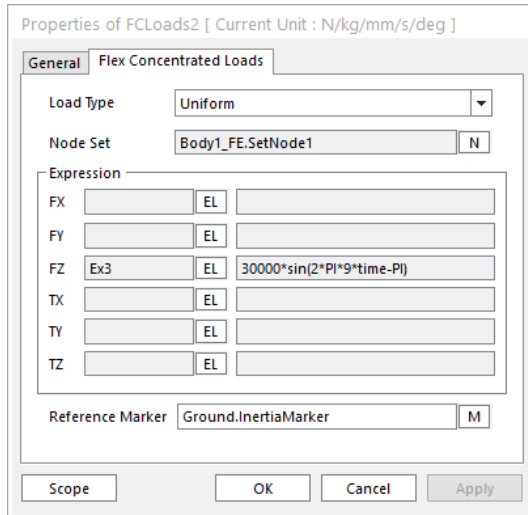 Properties of FCLoads2 [ Current Unit : N/kg/mm/s/deg ]
General Flex Concentrated Loads
Load Type Uniform
Node Set Body1_FE.SetNode1 N
Expression
FX EL
FY EL
FZ Ex3 EL 30000*sin(2*PI*9*time-PI)
TX EL
TY EL
TZ EL
Reference Marker Ground.InertiaMarker M
Scope OK Cancel Apply